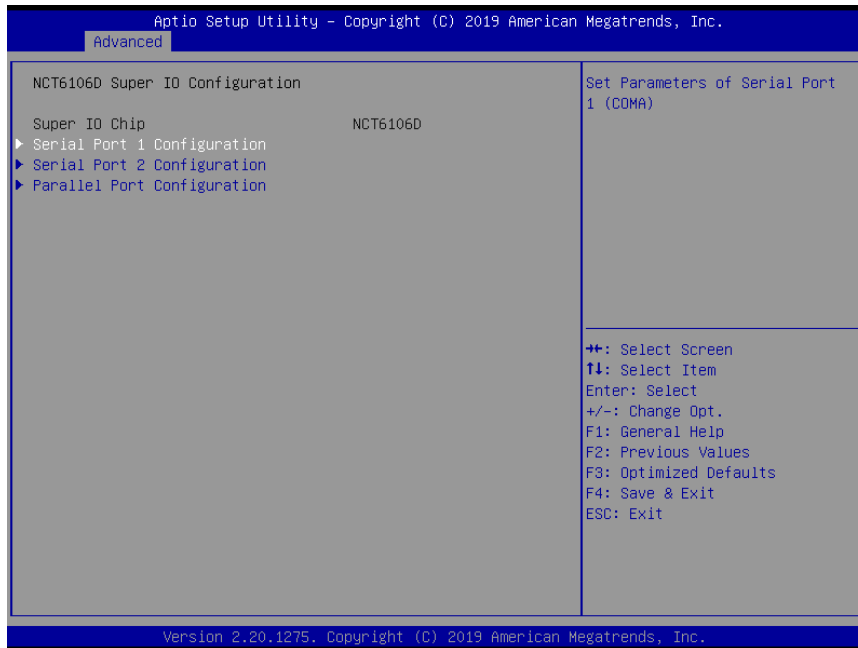 Aptio Setup Utility – Copyright (C) 2019 American Megatrends, Inc.
Advanced
NCT6106D Super IO Configuration
Super IO Chip NCT6106D
Serial Port 1 Configuration
Serial Port 2 Configuration
Parallel Port Configuration
Set Parameters of Serial Port
1 (COMA)
→←: Select Screen
↑↓: Select Item
Enter: Select
+/-: Change Opt.
F1: General Help
F2: Previous Values
F3: Optimized Defaults
F4: Save & Exit
ESC: Exit
Version 2.20.1275. Copyright (C) 2019 American Megatrends, Inc.